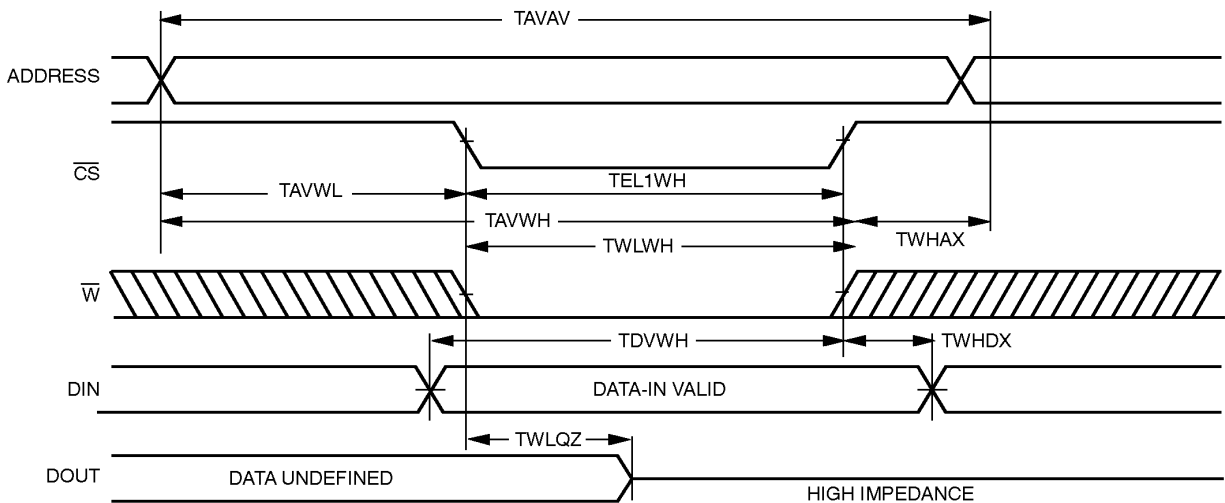 TAVAV
ADDRESS
C̅S̅
TAVWL
TEL1WH
TAVWH
TWHAX
TWLWH
W̅
TDVWH
TWHDX
DIN
DATA-IN VALID
TWLQZ
DOUT
DATA UNDEFINED
HIGH IMPEDANCE